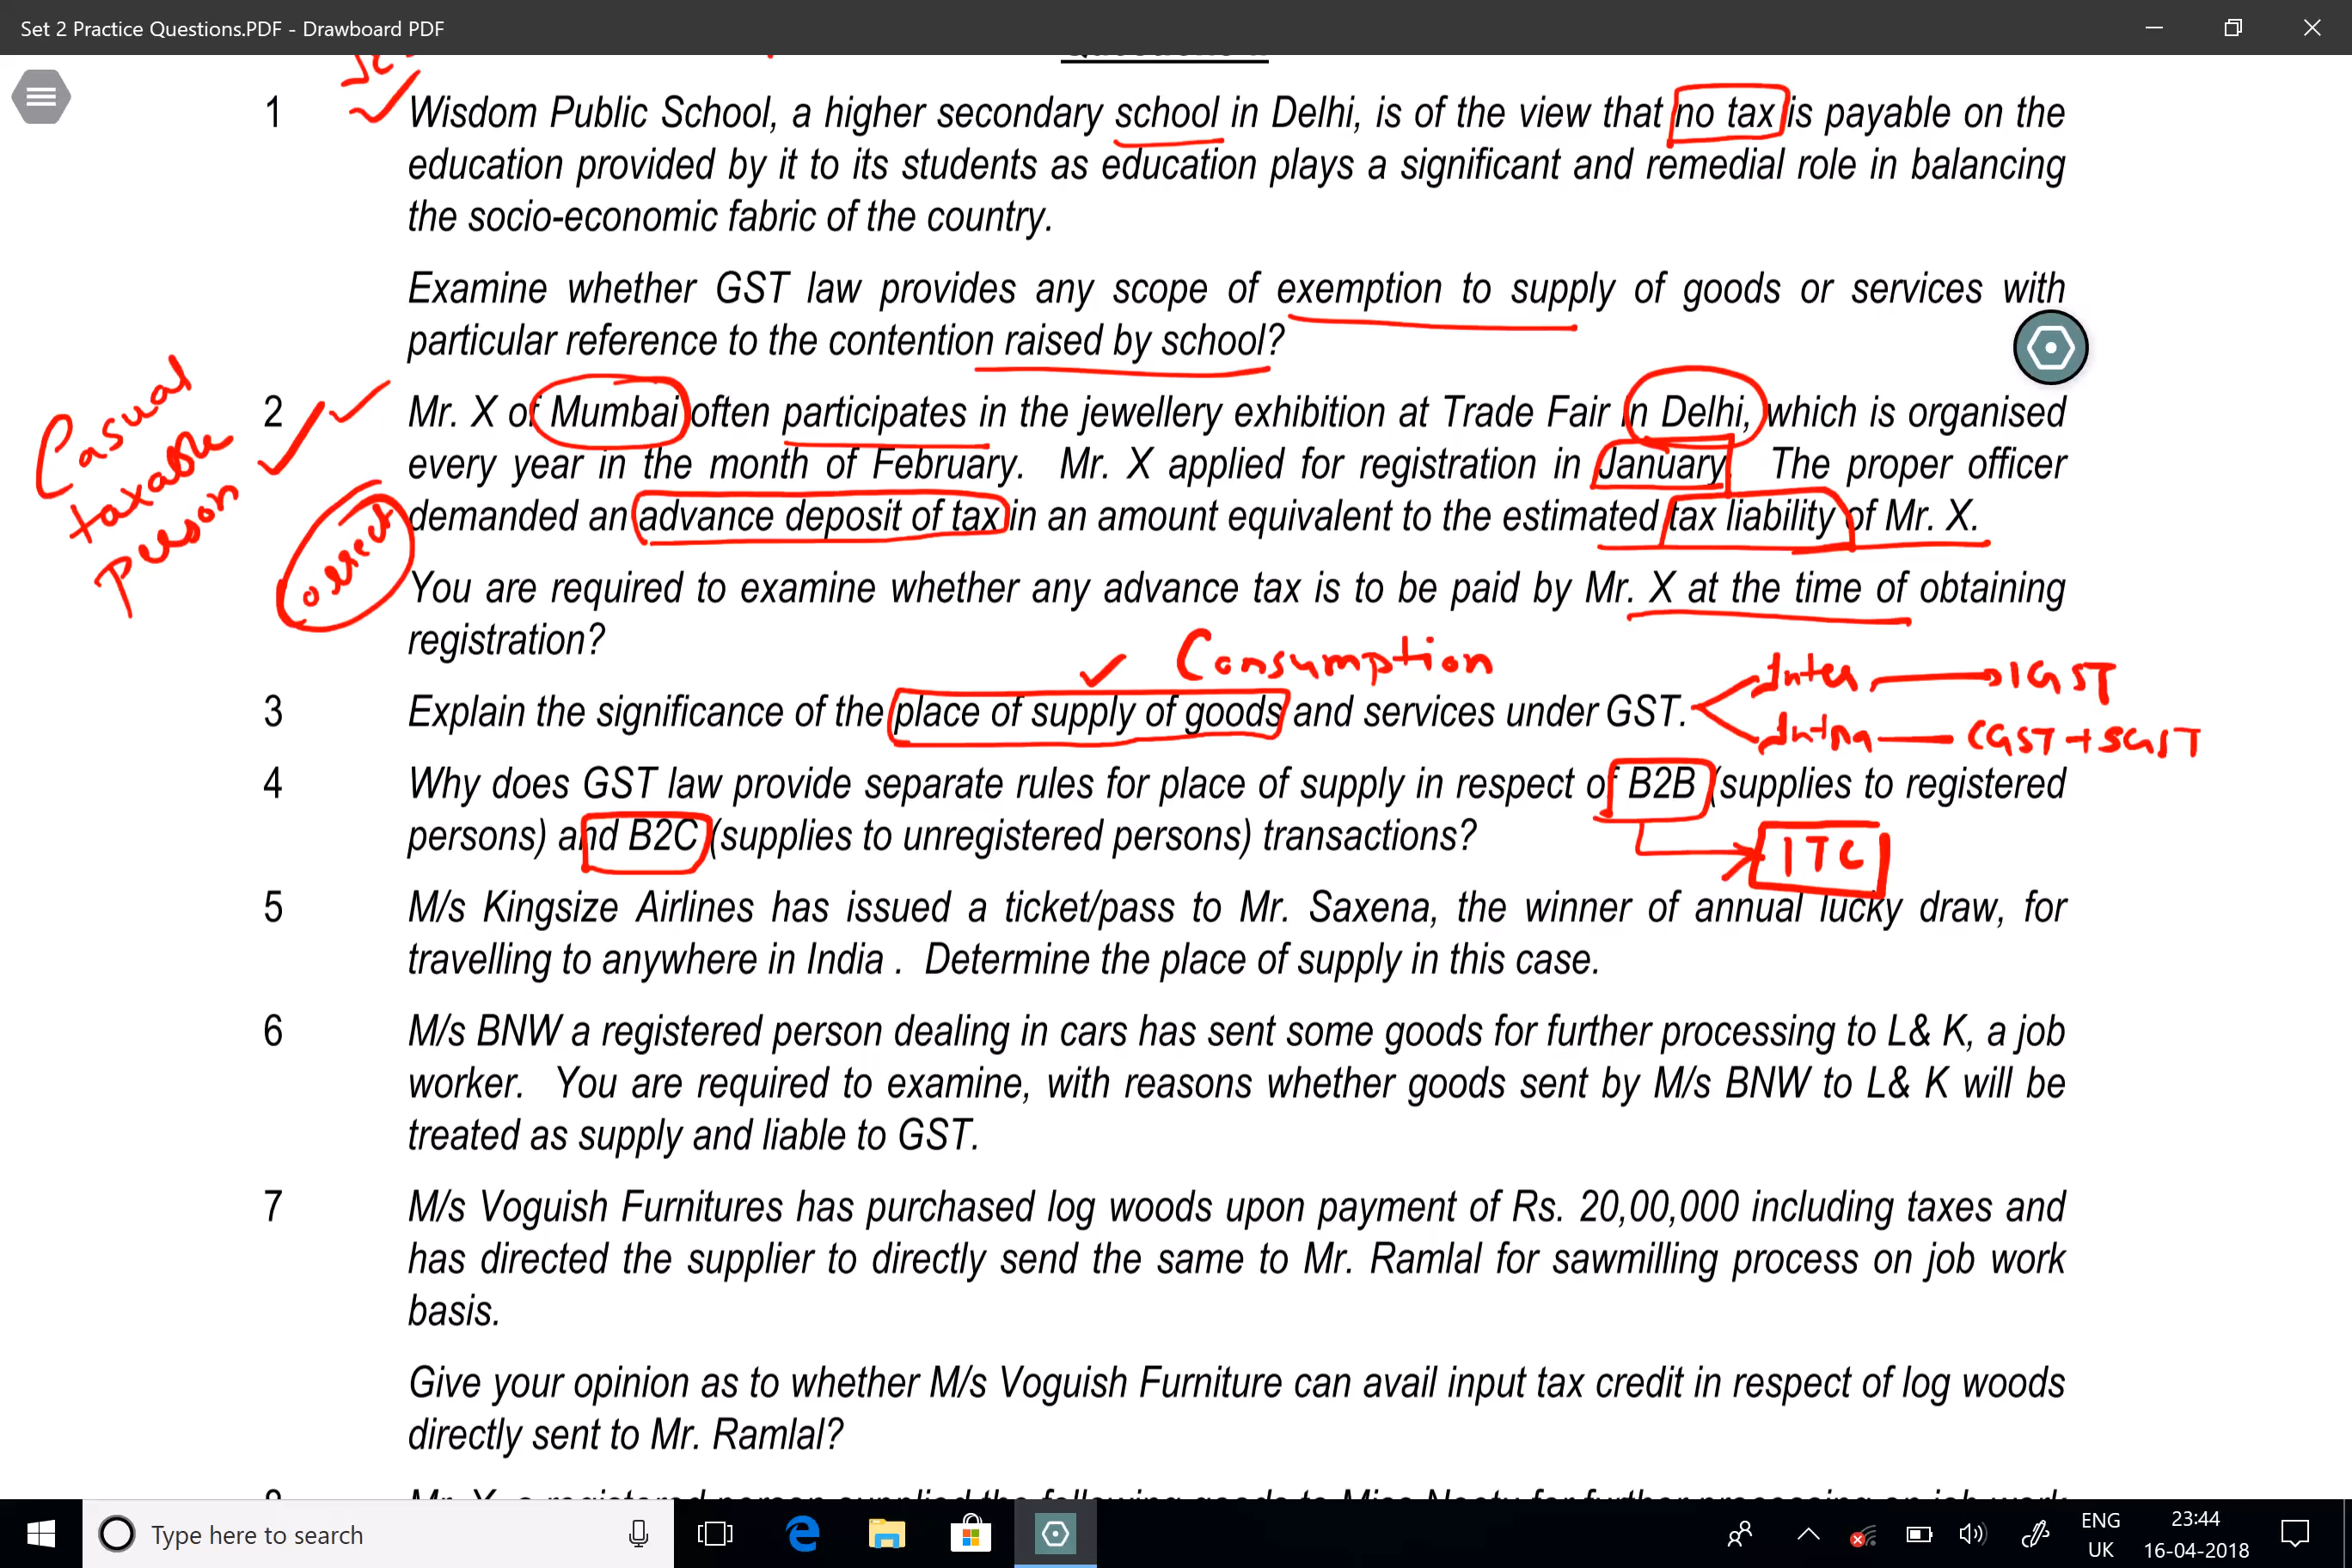 Set 2 Practice Questions.PDF - Drawboard PDF
1 Wisdom Public School, a higher secondary school in Delhi, is of the view that no tax is payable on the
education provided by it to its students as education plays a significant and remedial role in balancing
the socio-economic fabric of the country.
Examine whether GST law provides any scope of exemption to supply of goods or services with
particular reference to the contention raised by school?
Casual
taxable
person
correct
2 Mr. X of Mumbai often participates in the jewellery exhibition at Trade Fair in Delhi, which is organised
every year in the month of February. Mr. X applied for registration in January. The proper officer
demanded an advance deposit of tax in an amount equivalent to the estimated tax liability of Mr. X.
You are required to examine whether any advance tax is to be paid by Mr. X at the time of obtaining
registration?
Consumption
Inter IGST
3 Explain the significance of the place of supply of goods and services under GST.
Intra CGST + SGST
4 Why does GST law provide separate rules for place of supply in respect of B2B (supplies to registered
persons) and B2C (supplies to unregistered persons) transactions?
ITC
5 M/s Kingsize Airlines has issued a ticket/pass to Mr. Saxena, the winner of annual lucky draw, for
travelling to anywhere in India . Determine the place of supply in this case.
6 M/s BNW a registered person dealing in cars has sent some goods for further processing to L& K, a job
worker. You are required to examine, with reasons whether goods sent by M/s BNW to L& K will be
treated as supply and liable to GST.
7 M/s Voguish Furnitures has purchased log woods upon payment of Rs. 20,00,000 including taxes and
has directed the supplier to directly send the same to Mr. Ramlal for sawmilling process on job work
basis.
Give your opinion as to whether M/s Voguish Furniture can avail input tax credit in respect of log woods
directly sent to Mr. Ramlal?
Type here to search
ENG
UK
23:44
16-04-2018